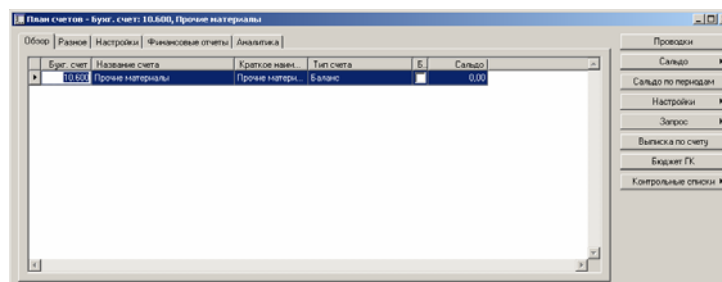 План счетов - Бухг. счет: 10.600, Прочие материалы
Обзор Разное Настройки Финансовые отчеты Аналитика
Бухг. счет Название счета Краткое наим... Тип счета Б. Сальдо
10.600 Прочие материалы Прочие матери... Баланс 0,00
Проводки
Сальдо
Сальдо по периодам
Настройки
Запрос
Выписка по счету
Бюджет ГК
Контрольные списки